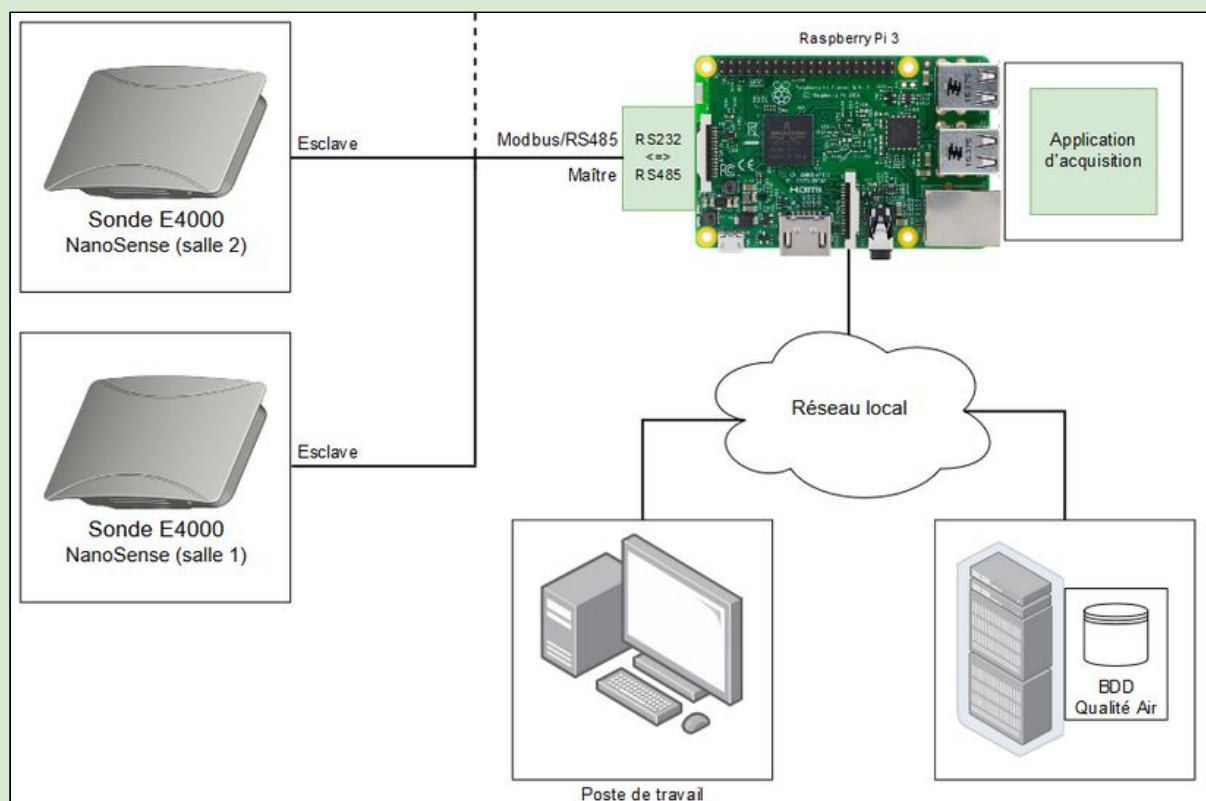 Raspberry Pi 3
Esclave
Sonde E4000
NanoSense (salle 2)
Modbus/RS485
Maître
RS232
<=>
RS485
HDMI
Application
d'acquisition
Esclave
Sonde E4000
NanoSense (salle 1)
Réseau local
BDD
Qualité Air
Poste de travail